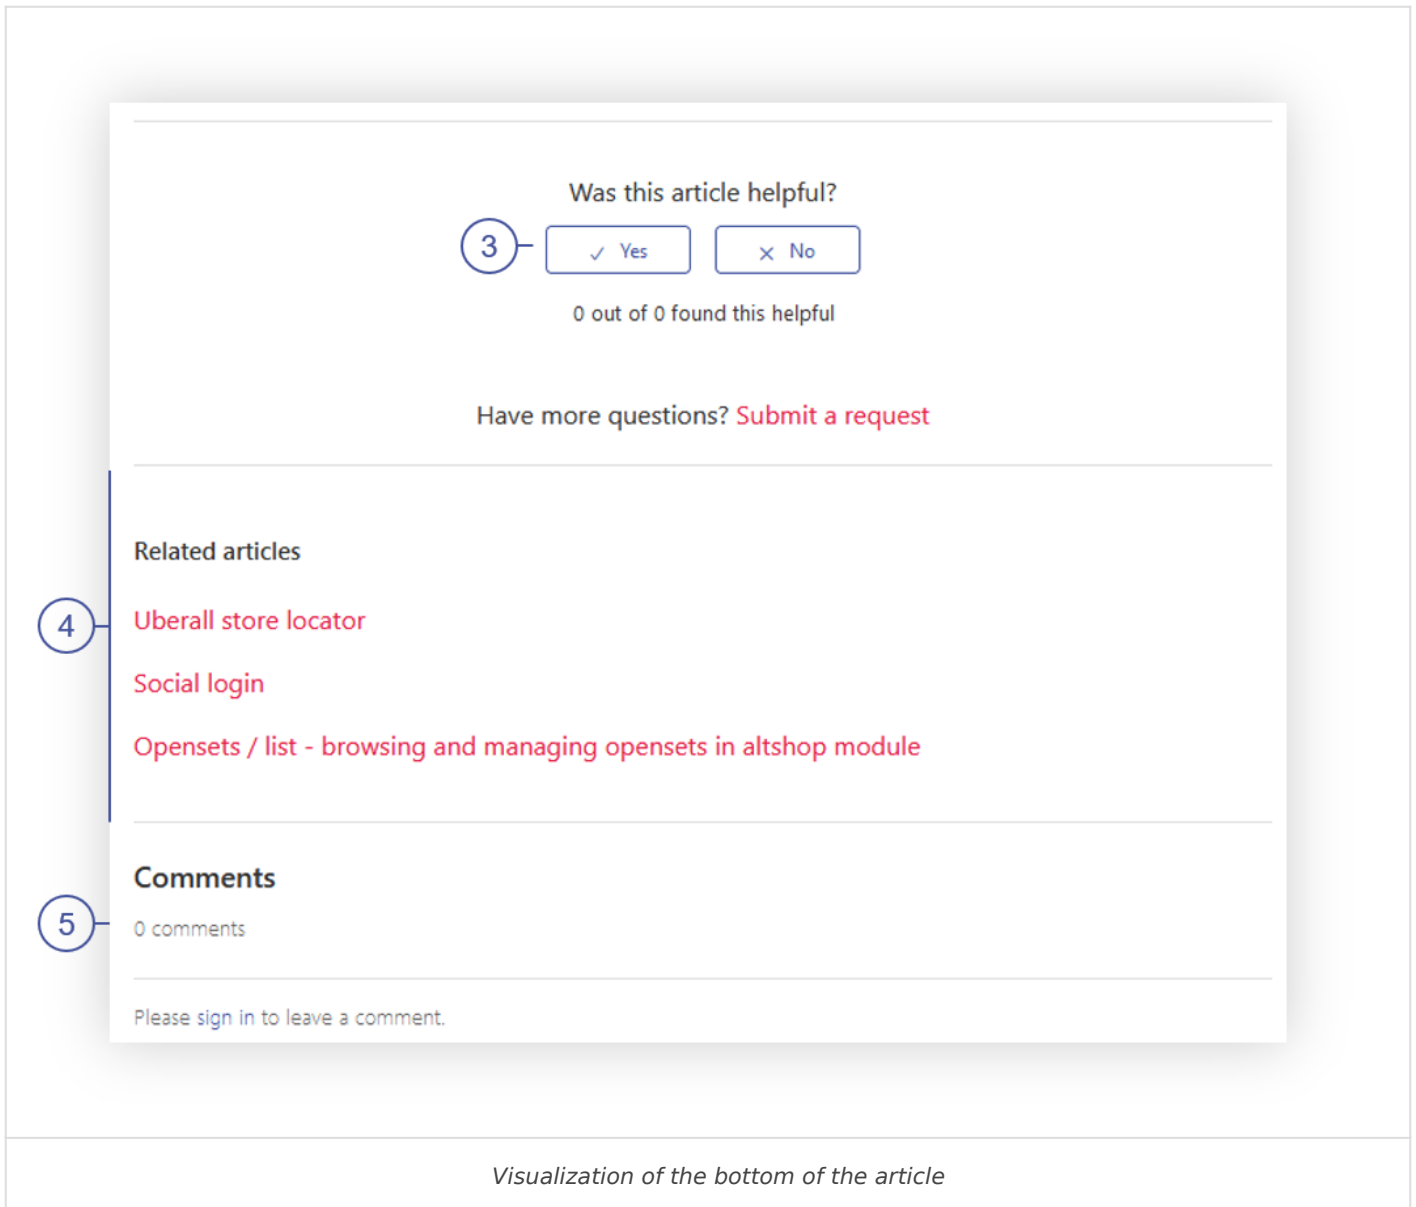 Was this article helpful?
3
✓ Yes
× No
0 out of 0 found this helpful
Have more questions? Submit a request
Related articles
4
Uberall store locator
Social login
Opensets / list - browsing and managing opensets in altshop module
Comments
5
0 comments
Please sign in to leave a comment.
Visualization of the bottom of the article